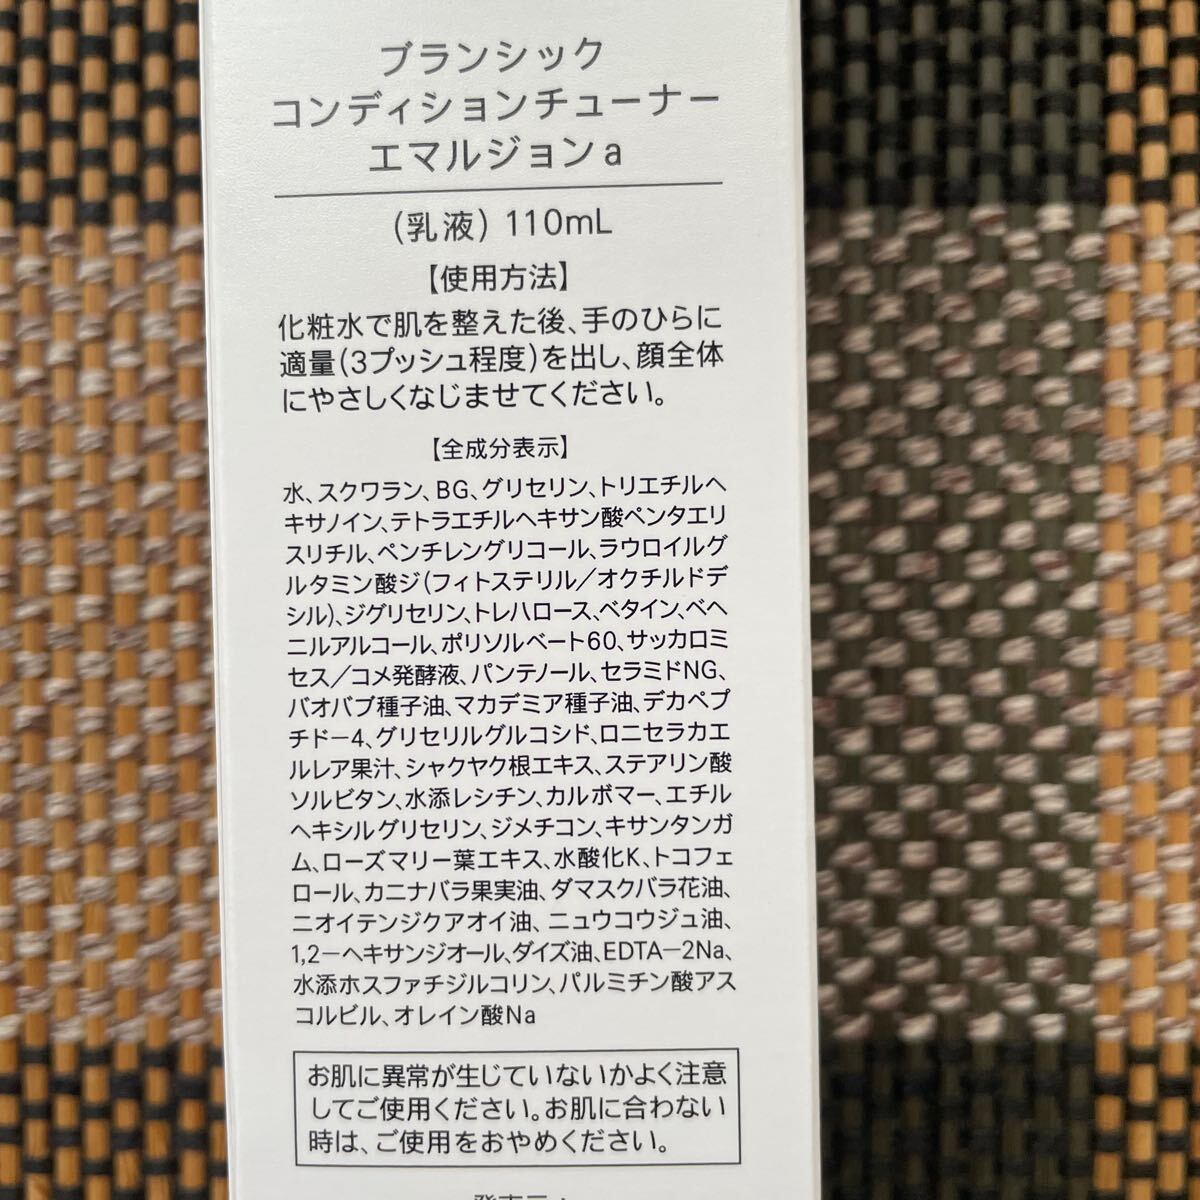 ブランシック
コンディションチューナー
エマルジョンa
(乳液) 110mL
【使用方法】
化粧水で肌を整えた後、手のひらに
適量(3プッシュ程度)を出し、顔全体
にやさしくなじませてください。
【全成分表示】
水、スクワラン、BG、グリセリン、トリエチルヘ
キサノイン、テトラエチルヘキサン酸ペンタエリ
スリチル、ペンチレングリコール、ラウロイルグ
ルタミン酸ジ(フィトステリル/オクチルドデ
シル)、ジグリセリン、トレハロース、ベタイン、ベヘ
ニルアルコール、ポリソルベート60、サッカロミ
セス/コメ発酵液、パンテノール、セラミドNG、
バオバブ種子油、マカデミア種子油、デカペプ
チド-4、グリセリルグルコシド、ロニセラカエ
ルレア果汁、シャクヤク根エキス、ステアリン酸
ソルビタン、水添レシチン、カルボマー、エチル
ヘキシルグリセリン、ジメチコン、キサンタンガ
ム、ローズマリー葉エキス、水酸化K、トコフェ
ロール、カニナバラ果実油、ダマスクバラ花油、
ニオイテンジクアオイ油、ニュウコウジュ油、
1,2-ヘキサンジオール、ダイズ油、EDTA-2Na、
水添ホスファチジルコリン、パルミチン酸アス
コルビル、オレイン酸Na
お肌に異常が生じていないかよく注意
してご使用ください。お肌に合わない
時は、ご使用をおやめください。